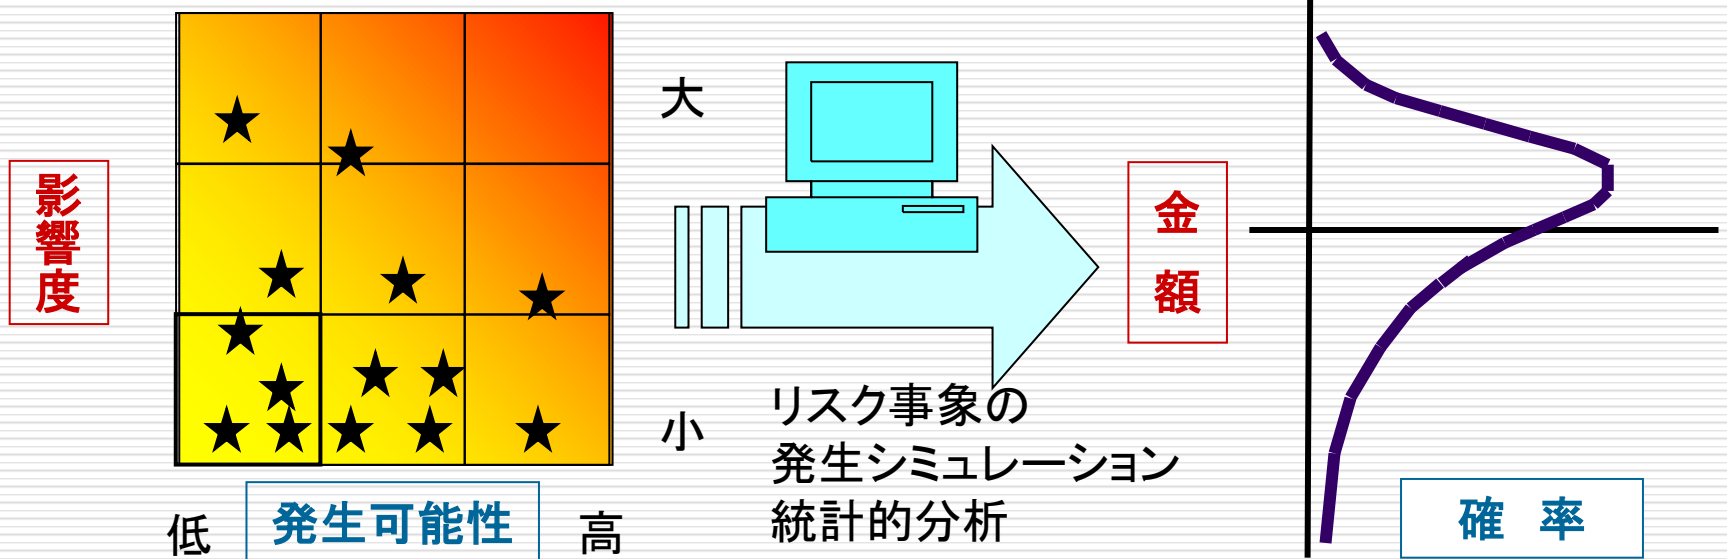 影響度
大
小
低
発生可能性
高
リスク事象の
発生シミュレーション
統計的分析
金額
確 率